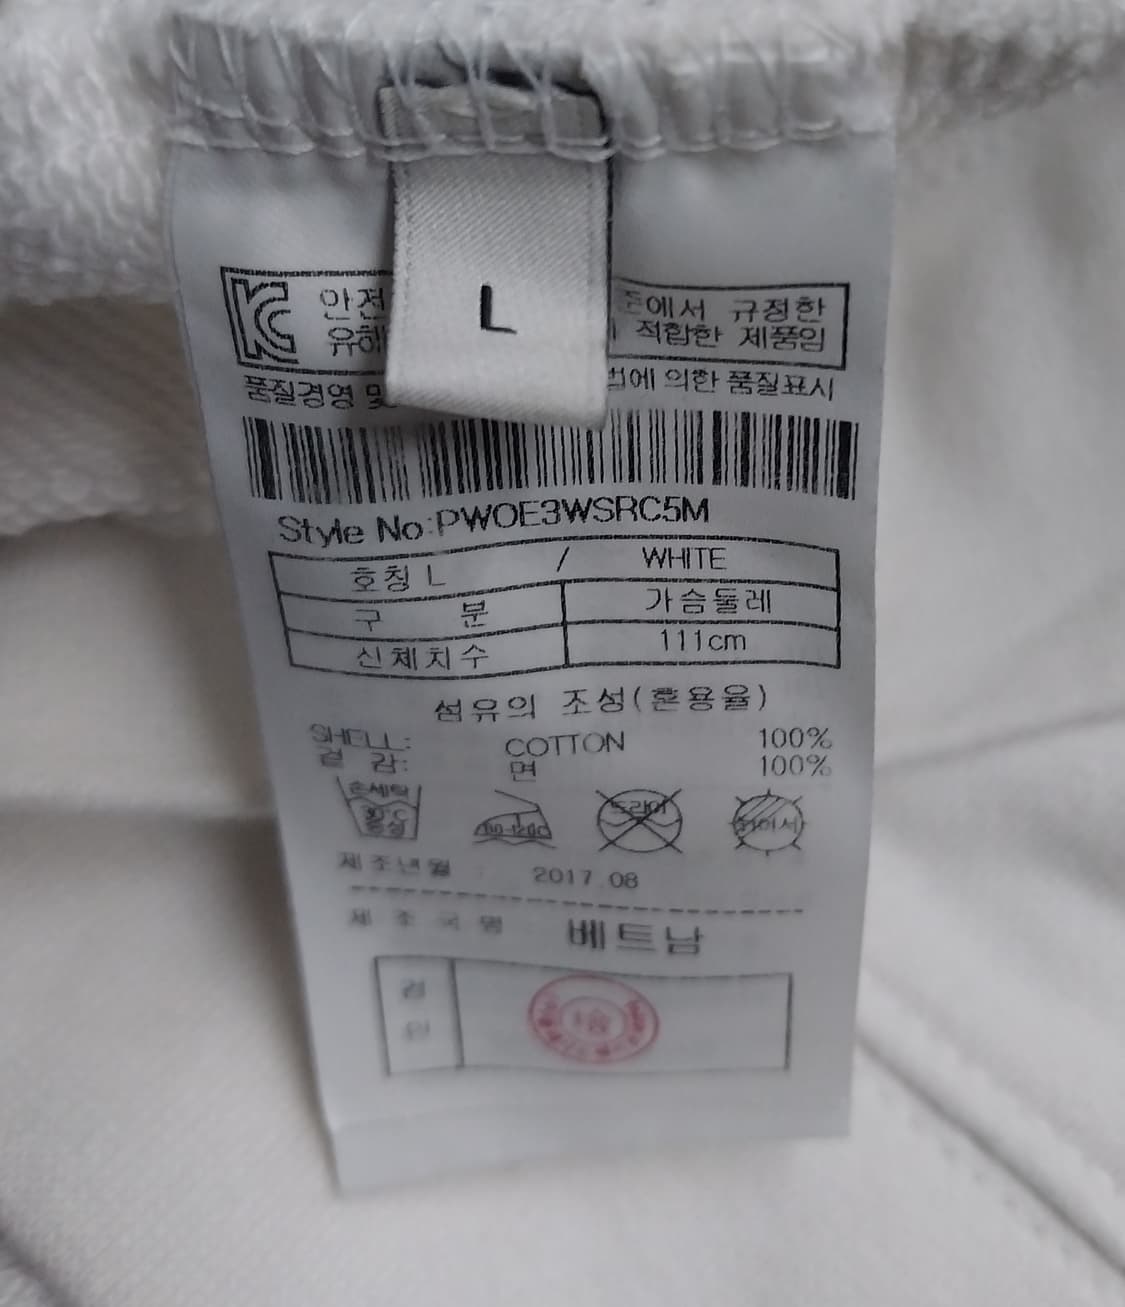 L
안전 에서 규정한
유해 적합한 제품임
품질경영 및 법에 의한 품질표시
Style No:PWOE3WSRC5M
호칭 L / WHITE
구 분 가슴둘레
신체치수 111cm
섬유의 조성(혼용율)
SHELL: COTTON 100%
겉 감: 면 100%
손세탁 30°C 중성 드라이
제조년월 : 2017.08
제조국명 베트남